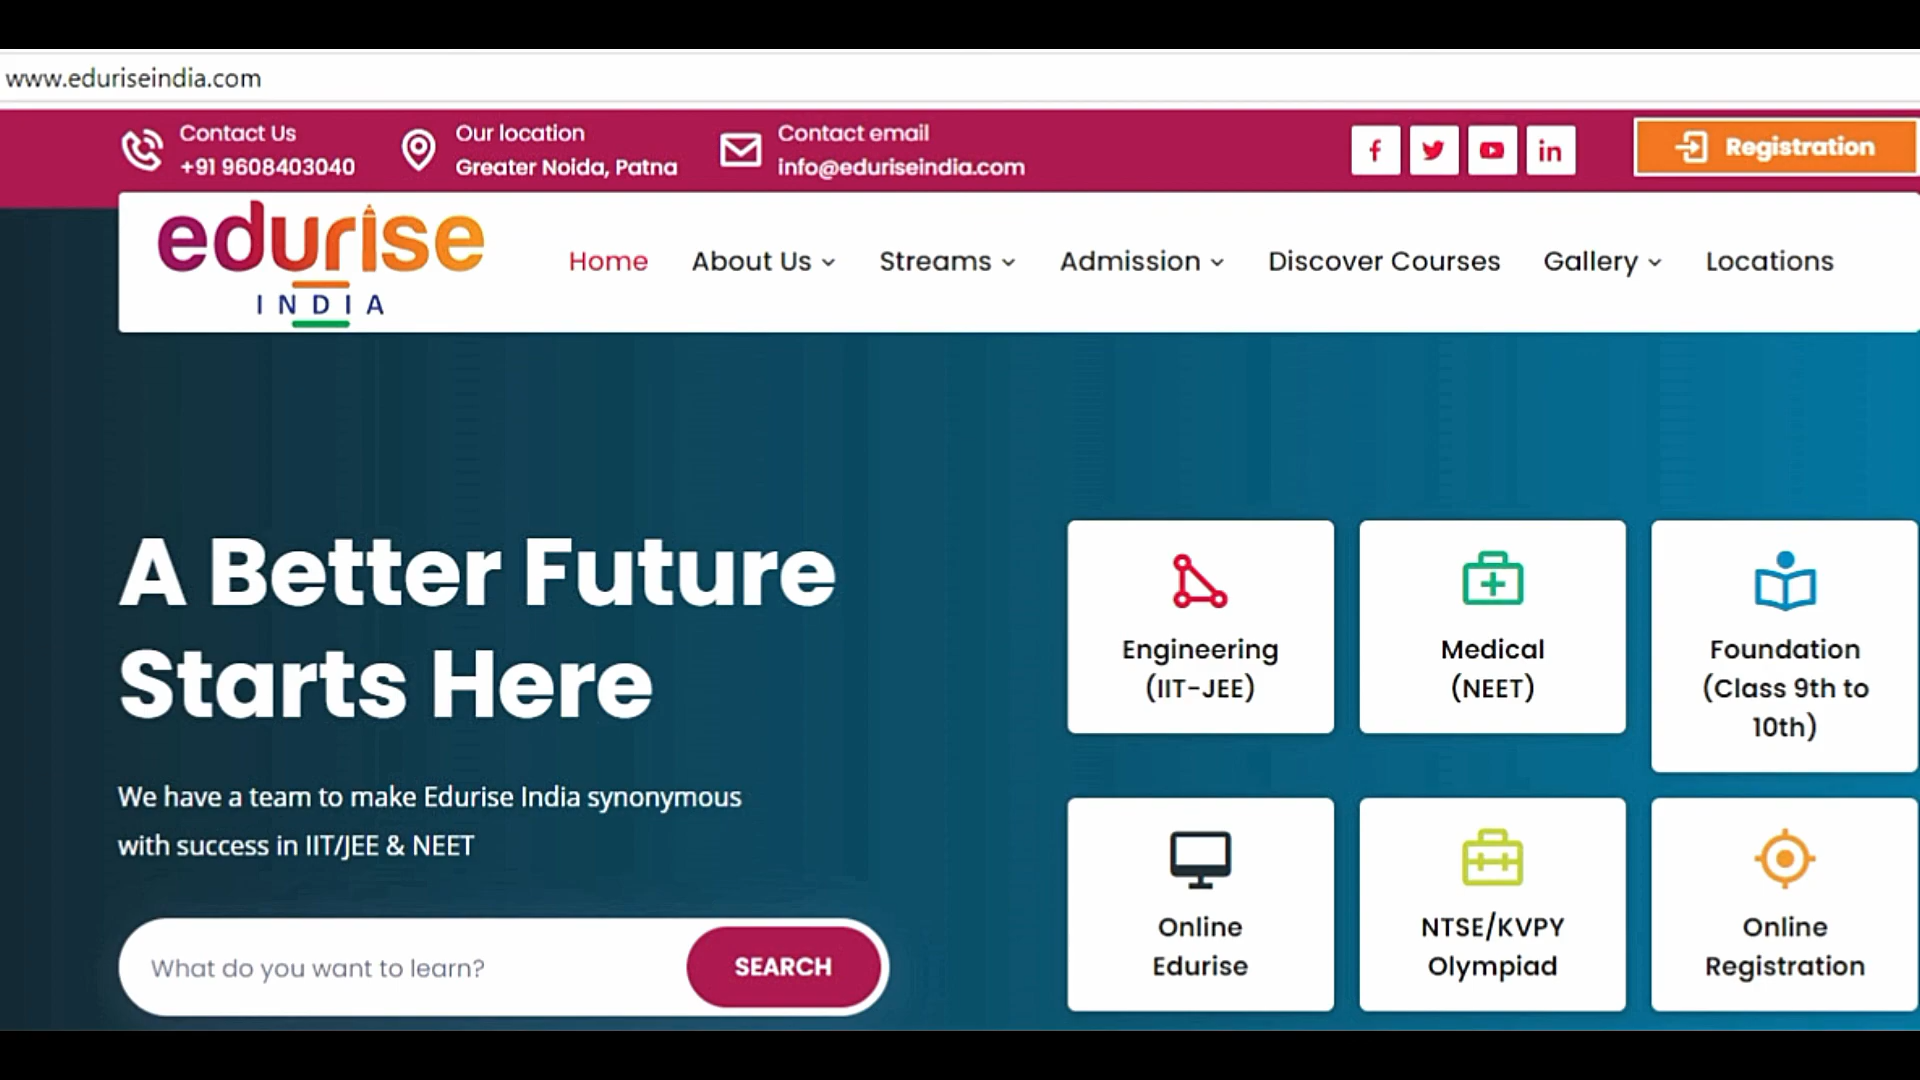 www.eduriseindia.com
Contact Us
+91 9608403040
Our location
Greater Noida, Patna
Contact email
info@eduriseindia.com
Registration
edurise
INDIA
Home
About Us
Streams
Admission
Discover Courses
Gallery
Locations
A Better Future
Starts Here
We have a team to make Edurise India synonymous
with success in IIT/JEE & NEET
What do you want to learn?
SEARCH
Engineering
(IIT-JEE)
Medical
(NEET)
Foundation
(Class 9th to
10th)
Online
Edurise
NTSE/KVPY
Olympiad
Online
Registration